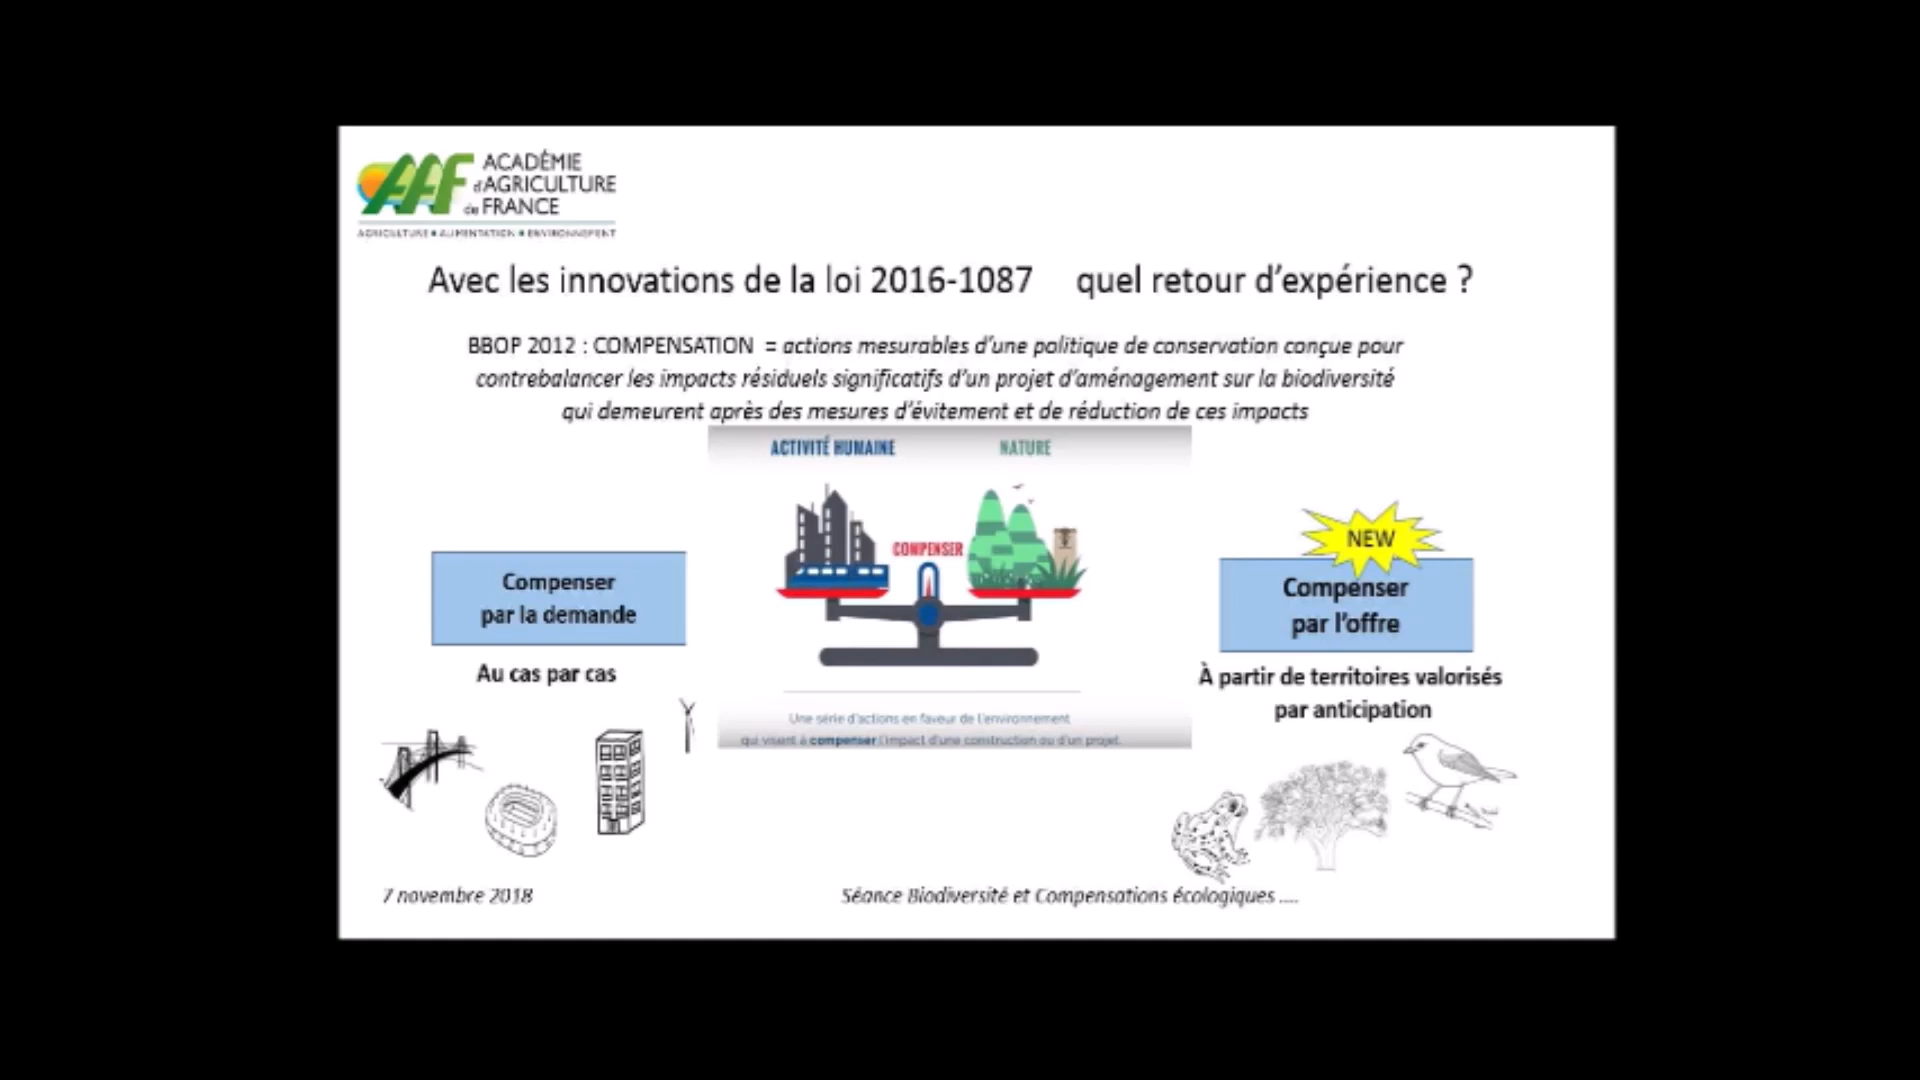 ACADÉMIE
d'AGRICULTURE
de FRANCE
AGRICULTURE • ALIMENTATION • ENVIRONNEMENT
Avec les innovations de la loi 2016-1087 quel retour d'expérience ?
BBOP 2012 : COMPENSATION = actions mesurables d'une politique de conservation conçue pour
contrebalancer les impacts résiduels significatifs d'un projet d'aménagement sur la biodiversité
qui demeurent après des mesures d'évitement et de réduction de ces impacts
ACTIVITÉ HUMAINE NATURE
COMPENSER
Une série d'actions en faveur de l'environnement
qui visent à compenser l'impact d'une construction ou d'un projet.
Compenser
par la demande
Au cas par cas
NEW
Compenser
par l'offre
À partir de territoires valorisés
par anticipation
7 novembre 2018
Séance Biodiversité et Compensations écologiques ....